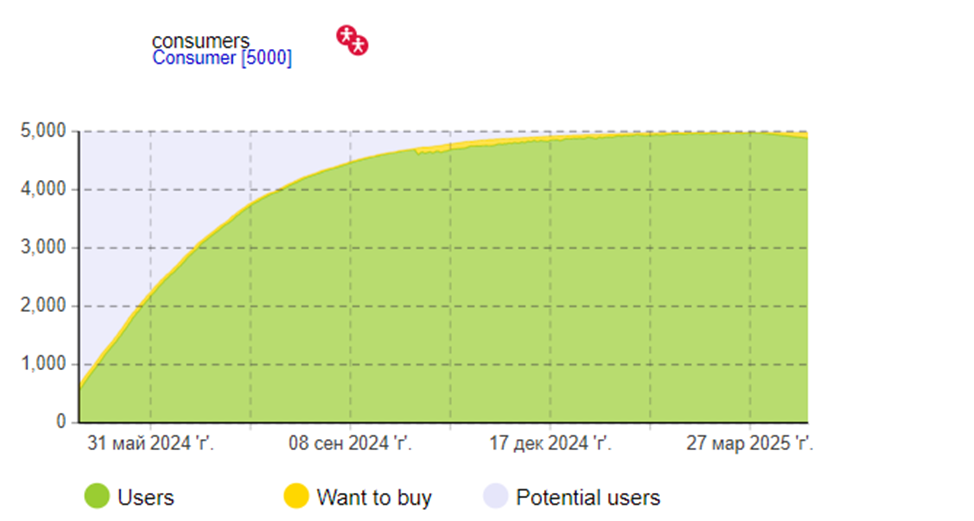 consumers
Consumer [5000]
5,000
4,000
3,000
2,000
1,000
0
31 май 2024 'г'.
08 сен 2024 'г'.
17 дек 2024 'г'.
27 мар 2025 'г'.
Users
Want to buy
Potential users